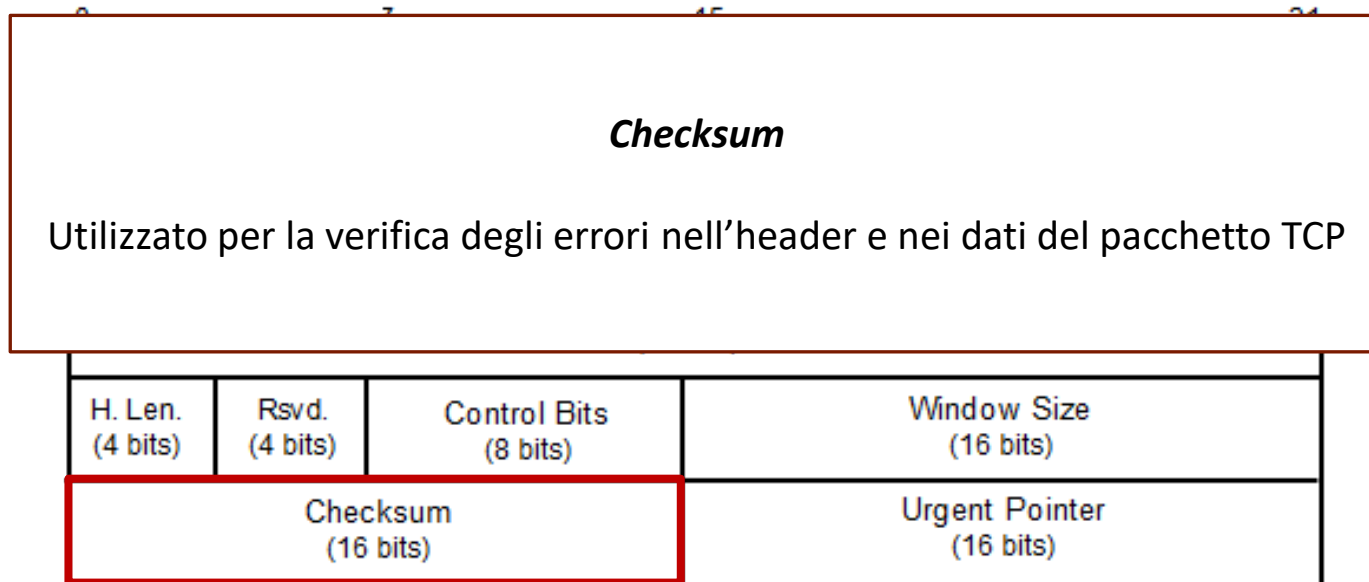 Checksum
Utilizzato per la verifica degli errori nell’header e nei dati del pacchetto TCP
H. Len.
(4 bits)
Rsvd.
(4 bits)
Control Bits
(8 bits)
Window Size
(16 bits)
Checksum
(16 bits)
Urgent Pointer
(16 bits)